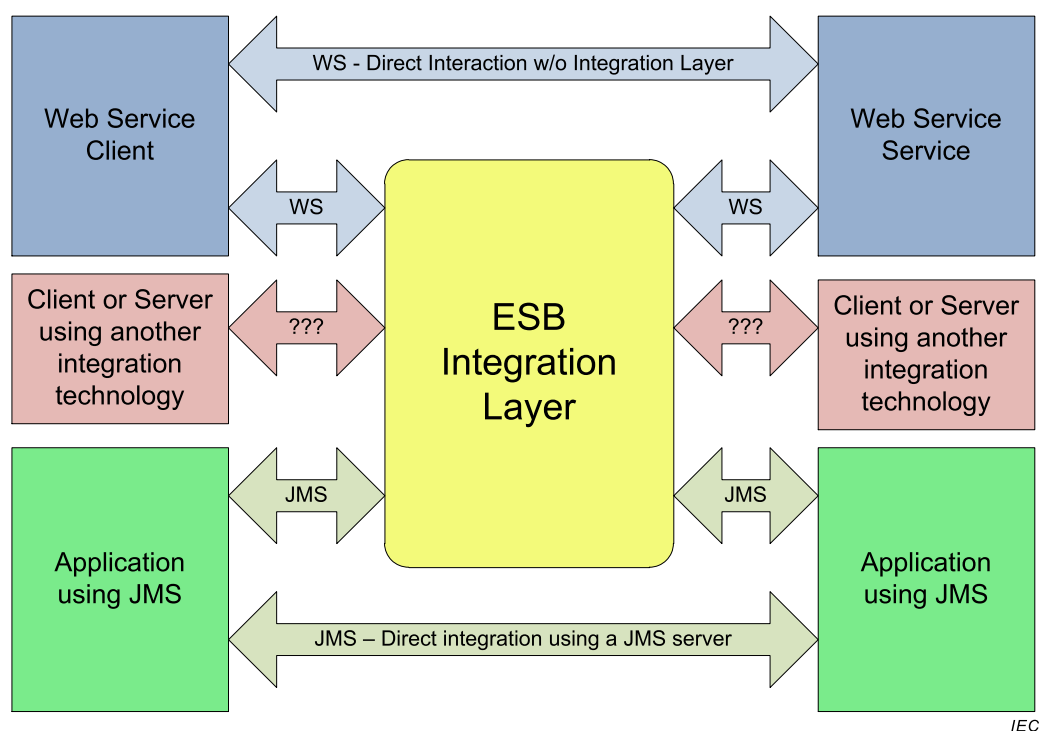 WS - Direct Interaction w/o Integration Layer
Web Service
Client
Web Service
Service
WS
WS
Client or Server
using another
integration
technology
???
ESB
Integration
Layer
???
Client or Server
using another
integration
technology
JMS
JMS
Application
using JMS
Application
using JMS
JMS – Direct integration using a JMS server
IEC